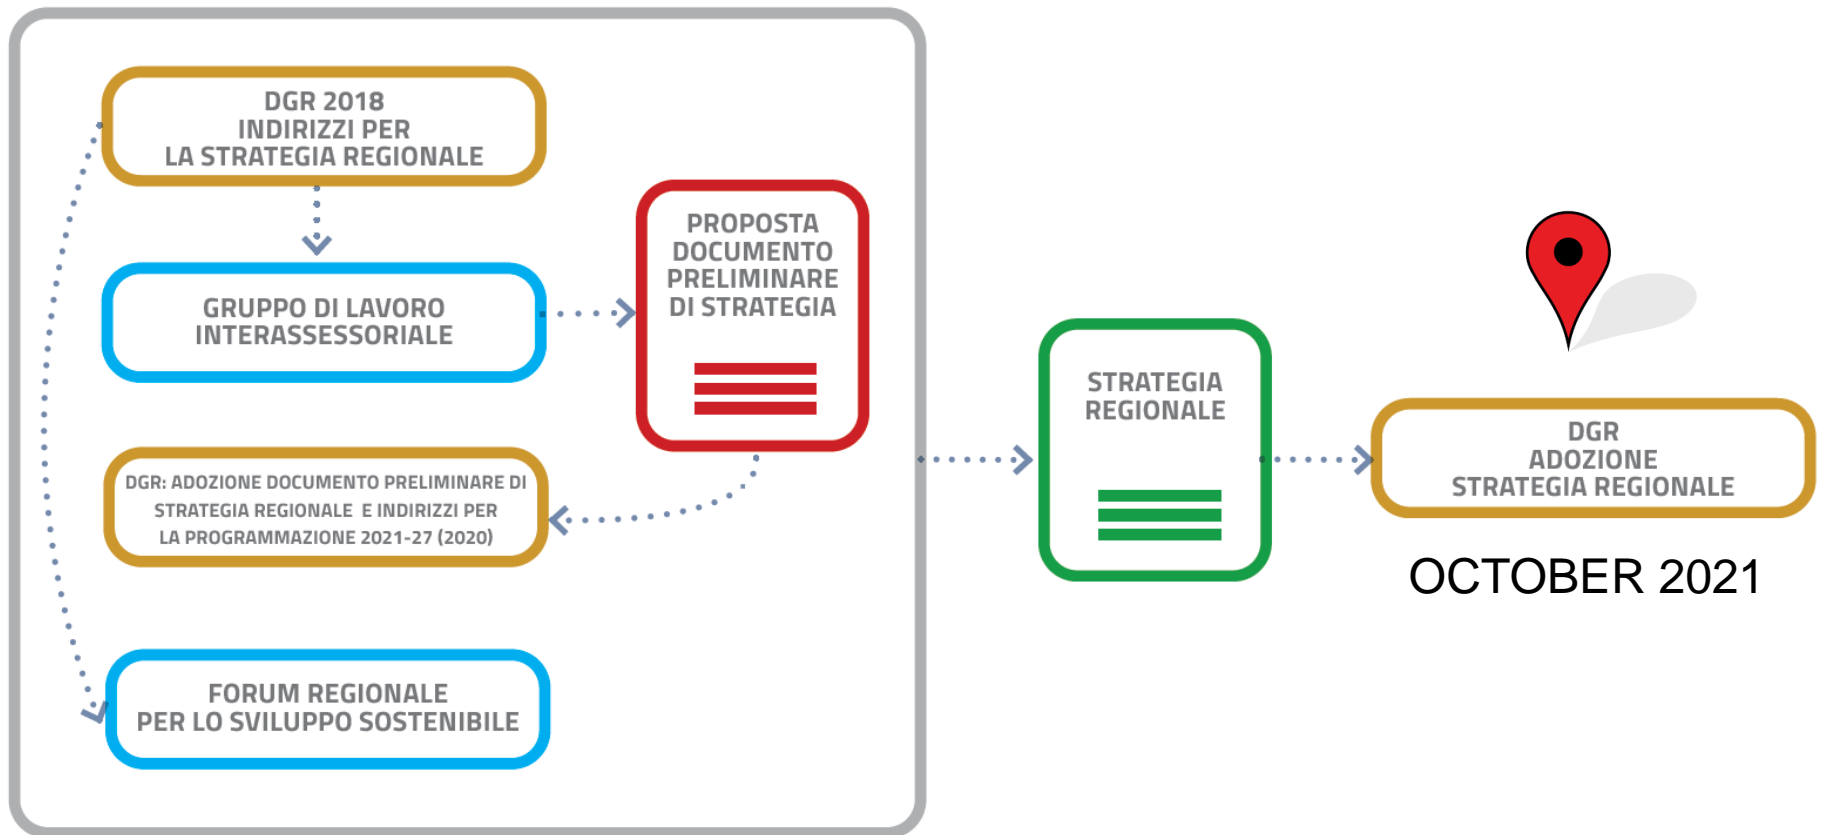 DGR 2018
INDIRIZZI PER
LA STRATEGIA REGIONALE
GRUPPO DI LAVORO
INTERASSESSORIALE
PROPOSTA
DOCUMENTO
PRELIMINARE
DI STRATEGIA
DGR: ADOZIONE DOCUMENTO PRELIMINARE DI
STRATEGIA REGIONALE E INDIRIZZI PER
LA PROGRAMMAZIONE 2021-27 (2020)
FORUM REGIONALE
PER LO SVILUPPO SOSTENIBILE
STRATEGIA
REGIONALE
DGR
ADOZIONE
STRATEGIA REGIONALE
OCTOBER 2021